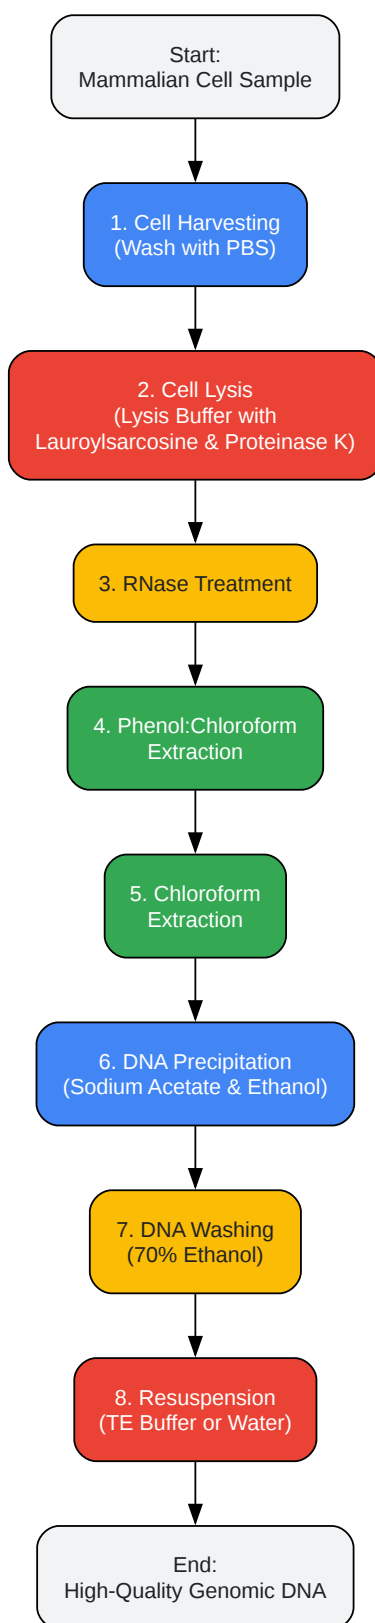 Start:
Mammalian Cell Sample
1. Cell Harvesting
(Wash with PBS)
2. Cell Lysis
(Lysis Buffer with
Lauroylsarcosine & Proteinase K)
3. RNase Treatment
4. Phenol:Chloroform
Extraction
5. Chloroform
Extraction
6. DNA Precipitation
(Sodium Acetate & Ethanol)
7. DNA Washing
(70% Ethanol)
8. Resuspension
(TE Buffer or Water)
End:
High-Quality Genomic DNA